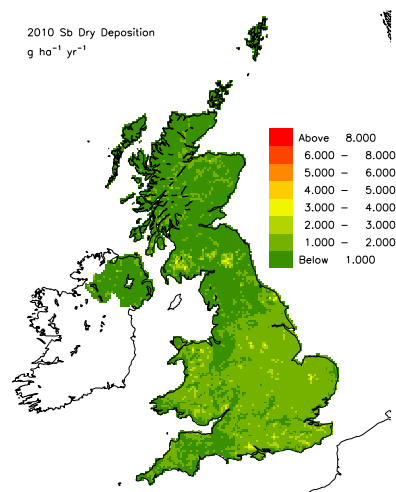 2010 Sb Dry Deposition
g ha⁻¹ yr⁻¹
Above 8.000
6.000 – 8.000
5.000 – 6.000
4.000 – 5.000
3.000 – 4.000
2.000 – 3.000
1.000 – 2.000
Below 1.000